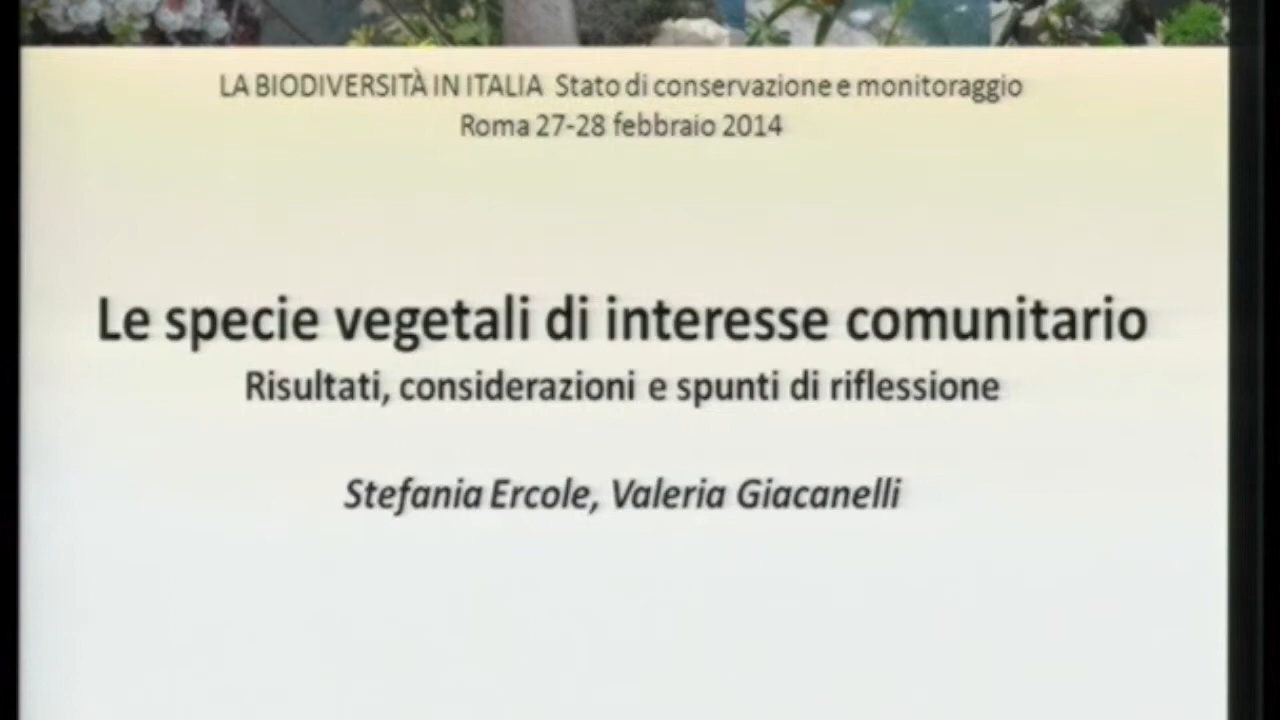 LA BIODIVERSITÀ IN ITALIA Stato di conservazione e monitoraggio
Roma 27-28 febbraio 2014
Le specie vegetali di interesse comunitario
Risultati, considerazioni e spunti di riflessione
Stefania Ercole, Valeria Giacanelli